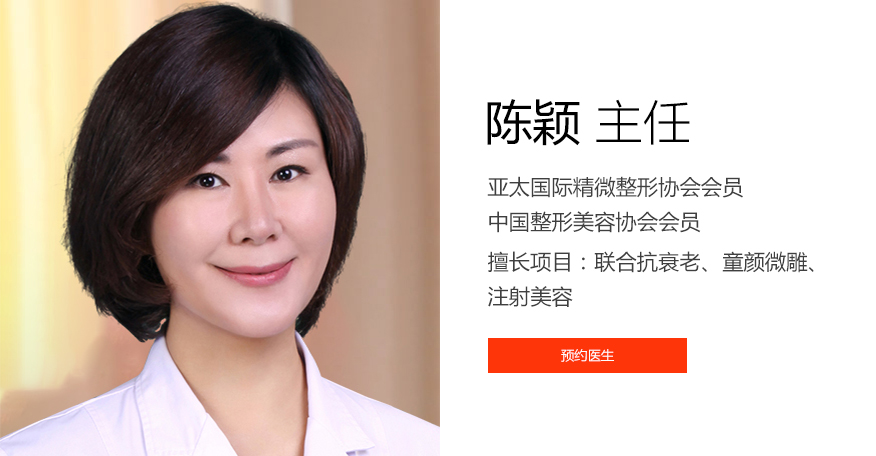 陈颖 主任
亚太国际精微整形协会会员
中国整形美容协会会员
擅长项目：联合抗衰老、童颜微雕、
注射美容
预约医生